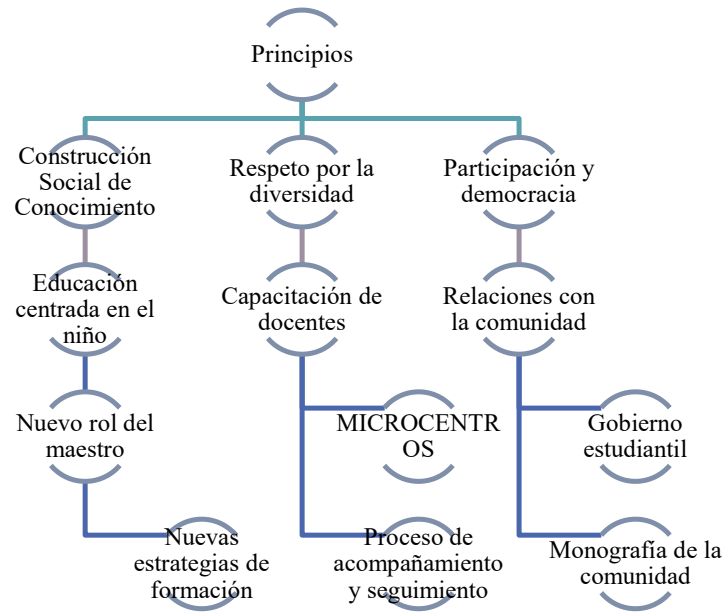 Principios
Construcción
Social de
Conocimiento
Respeto por la
diversidad
Participación y
democracia
Educación
centrada en el
niño
Capacitación de
docentes
Relaciones con
la comunidad
Nuevo rol del
maestro
MICROCENTR
OS
Gobierno
estudiantil
Nuevas
estrategias de
formación
Proceso de
acompañamiento
y seguimiento
Monografía de la
comunidad